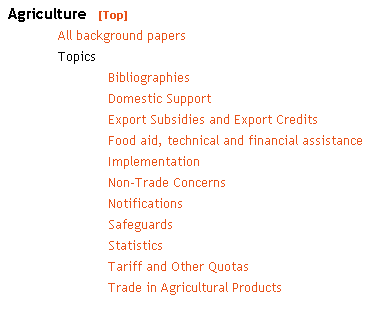 Agriculture [Top]
All background papers
Topics
Bibliographies
Domestic Support
Export Subsidies and Export Credits
Food aid, technical and financial assistance
Implementation
Non-Trade Concerns
Notifications
Safeguards
Statistics
Tariff and Other Quotas
Trade in Agricultural Products